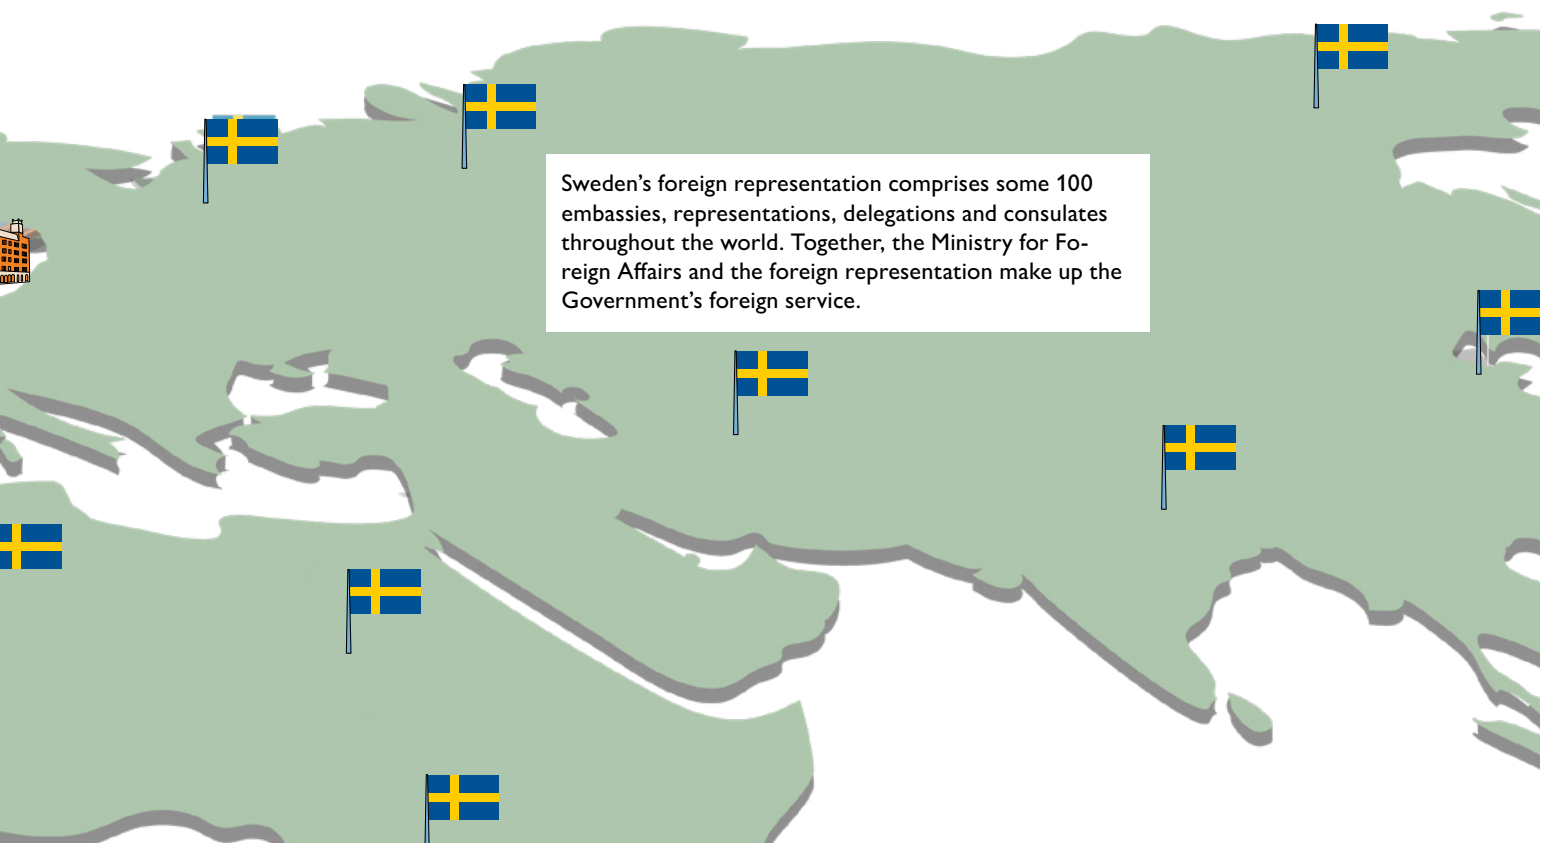 Sweden’s foreign representation comprises some 100
embassies, representations, delegations and consulates
throughout the world. Together, the Ministry for Fo-
reign Affairs and the foreign representation make up the
Government’s foreign service.